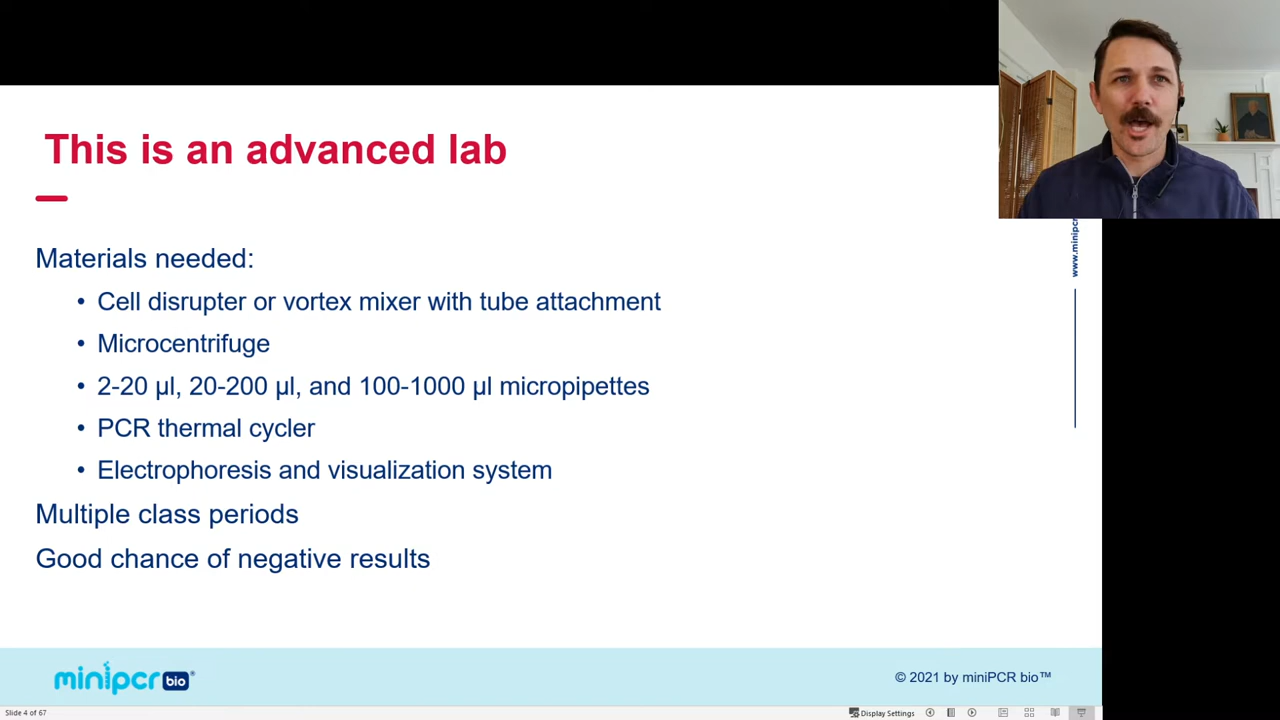 This is an advanced lab
www.minipcr
Materials needed:
• Cell disrupter or vortex mixer with tube attachment
• Microcentrifuge
• 2-20 µl, 20-200 µl, and 100-1000 µl micropipettes
• PCR thermal cycler
• Electrophoresis and visualization system
Multiple class periods
Good chance of negative results
minipcr bio®
© 2021 by miniPCR bio™
Slide 4 of 67
Display Settings